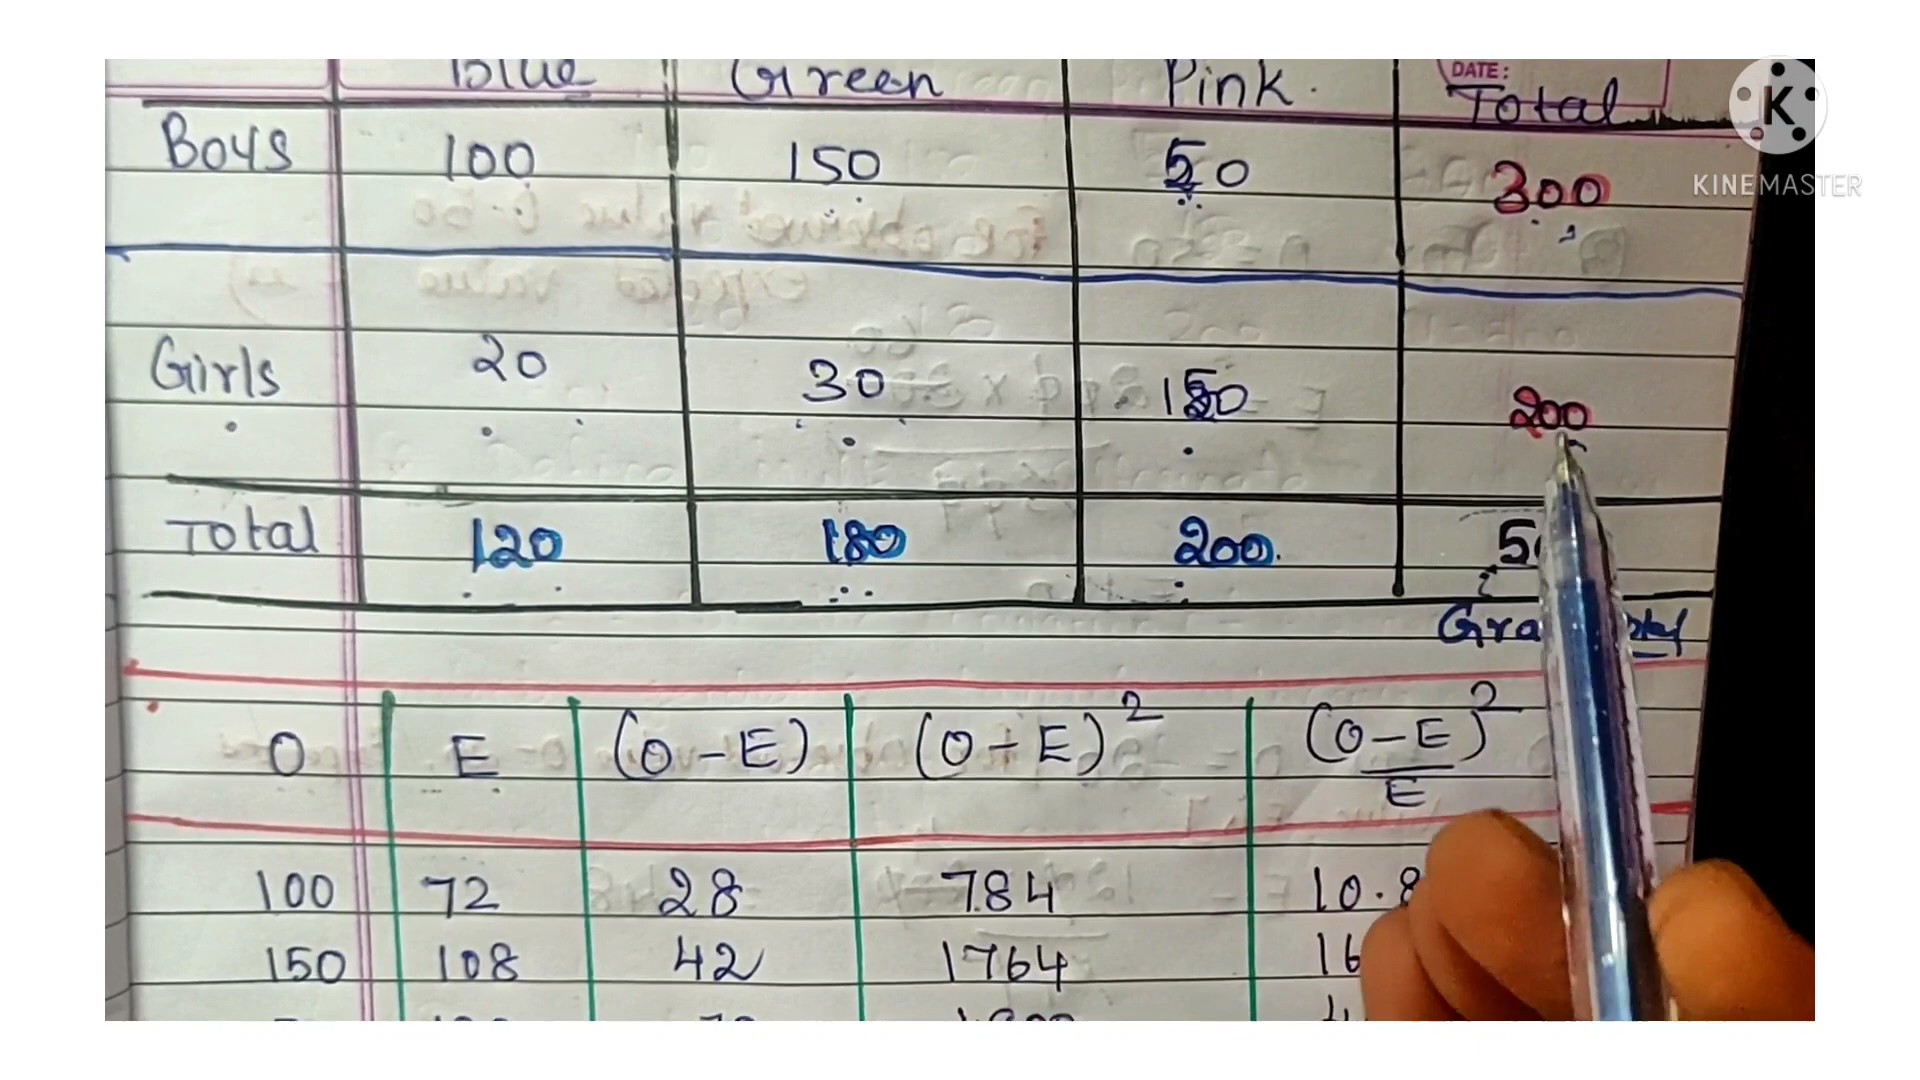 Blue Green Pink. DATE: Total
Boys 100 150 50 300
Girls 20 30 150 200
Total 120 180 200.
O E (O-E) (O-E)² (O-E)²/E
100 72 28 784
150 108 42 1764
K
KINEMASTER